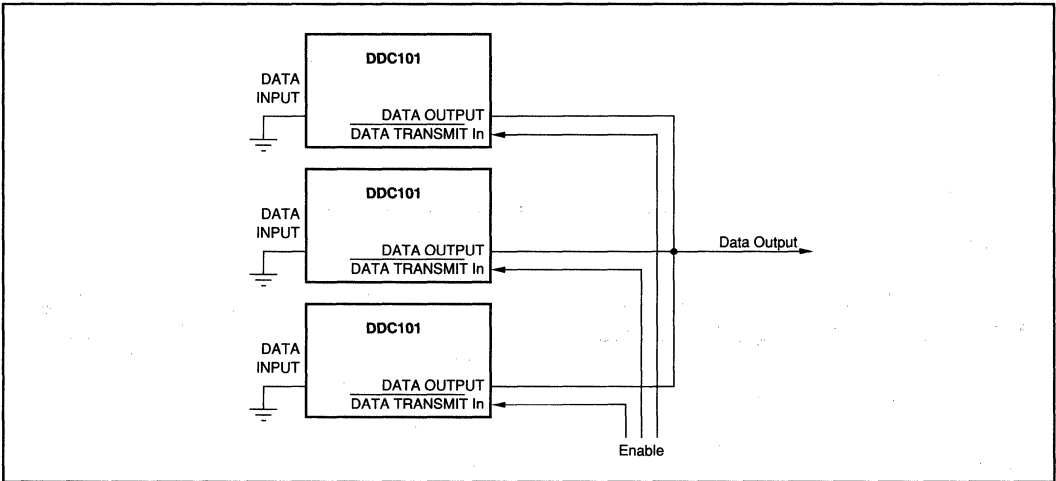 DDC101
DATA
INPUT
DATA OUTPUT
DATA TRANSMIT In
DDC101
DATA
INPUT
DATA OUTPUT
DATA TRANSMIT In
Data Output
DDC101
DATA
INPUT
DATA OUTPUT
DATA TRANSMIT In
Enable